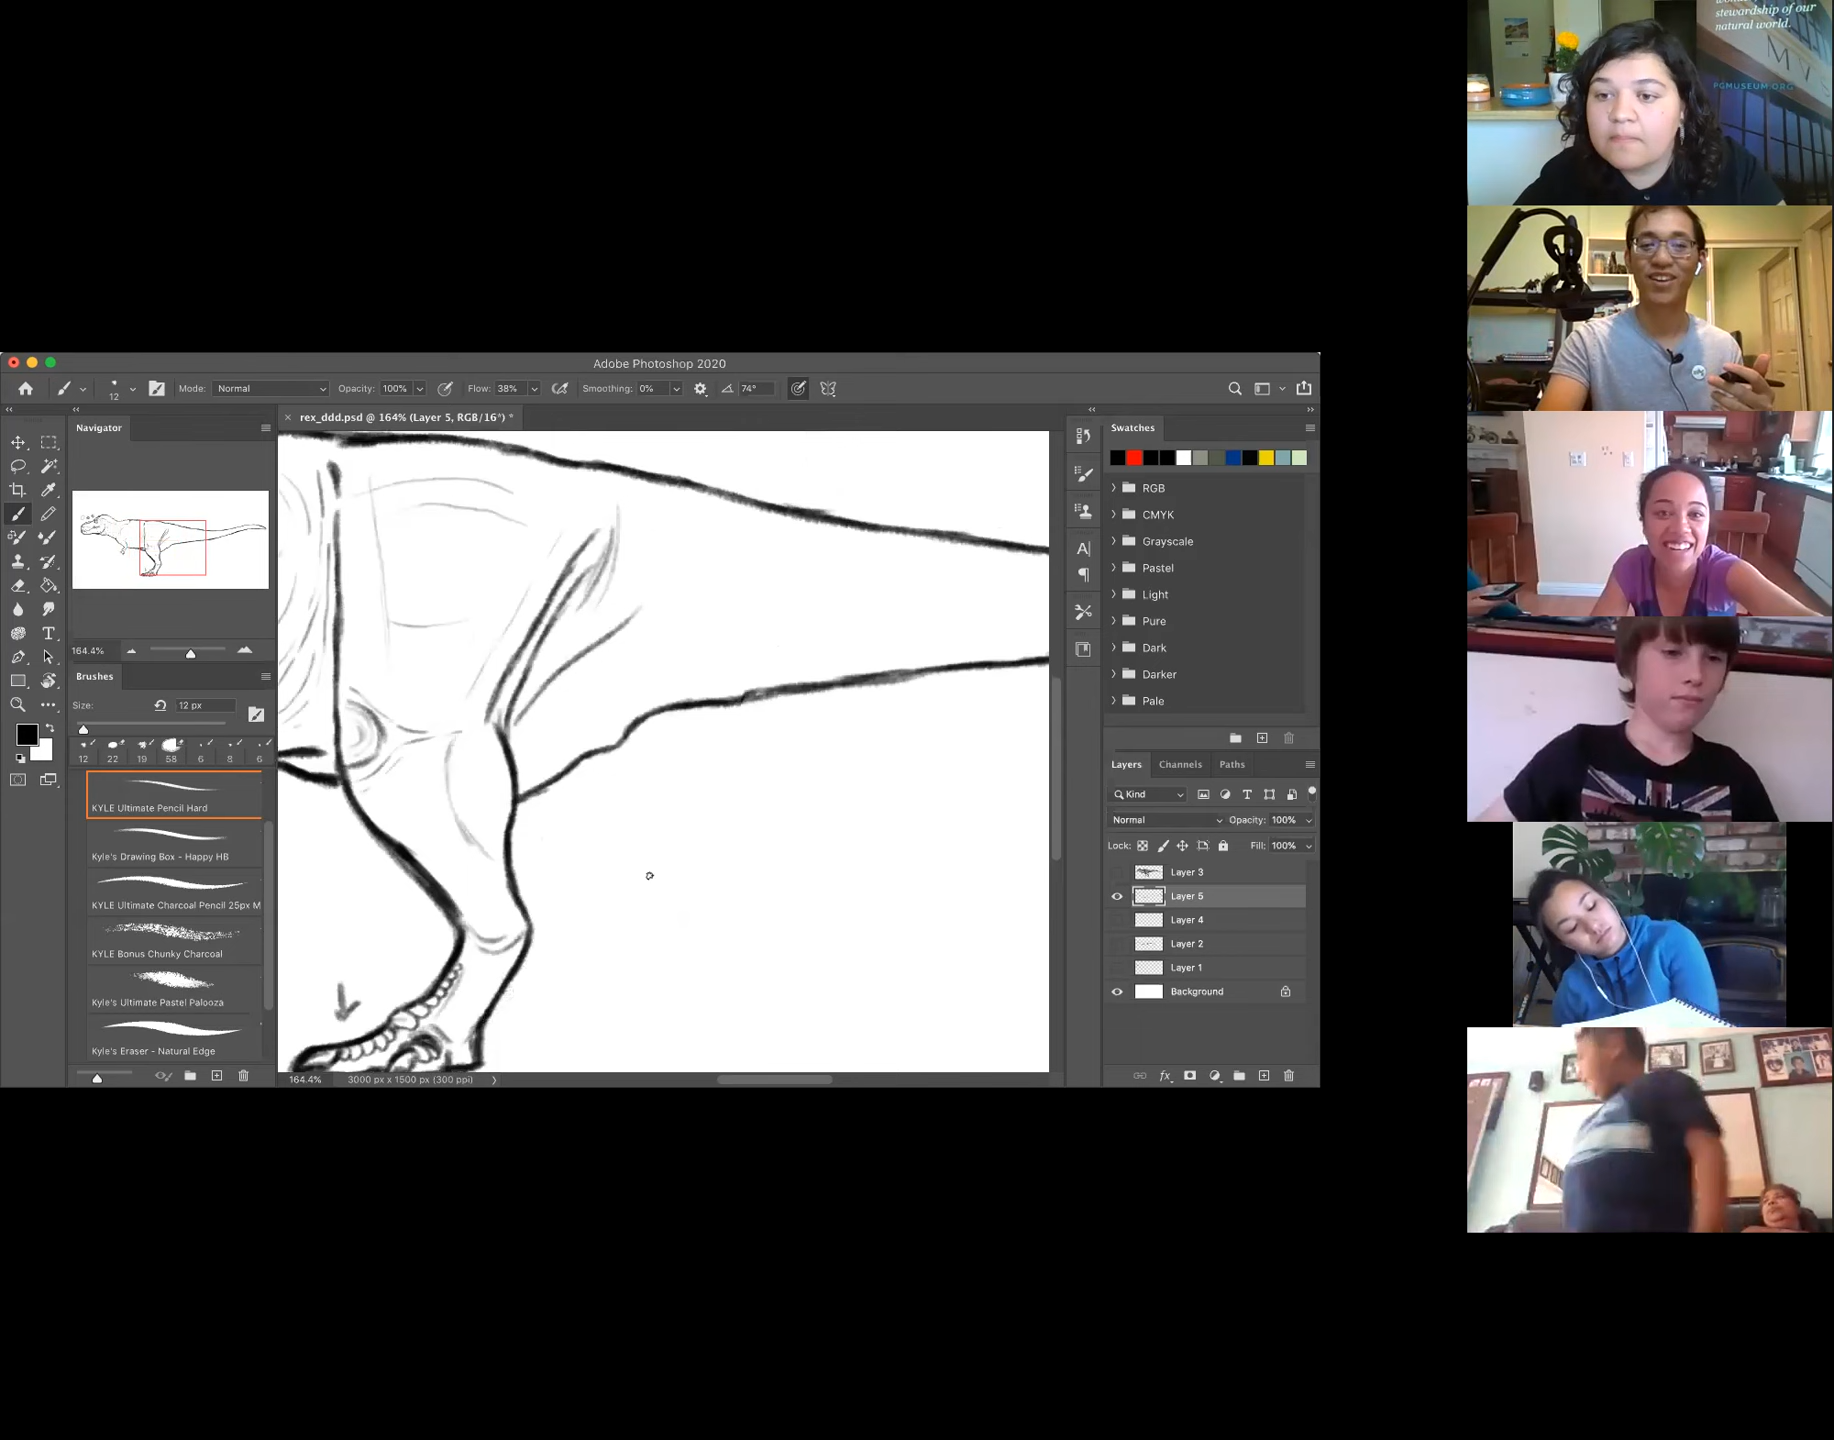 stewardship of our
natural world.
PGMUSEUM.ORG
Adobe Photoshop 2020
12
Mode: Normal
Opacity: 100%
Flow: 38%
Smoothing: 0%
74°
rex_ddd.psd @ 164% (Layer 5, RGB/16*) *
Navigator
164.4%
Brushes
Size:
12 px
12 22 19 58 6 8 6
KYLE Ultimate Pencil Hard
Kyle's Drawing Box - Happy HB
KYLE Ultimate Charcoal Pencil 25px M
KYLE Bonus Chunky Charcoal
Kyle's Ultimate Pastel Palooza
Kyle's Eraser - Natural Edge
164.4%
3000 px x 1500 px (300 ppi)
Swatches
RGB
CMYK
Grayscale
Pastel
Light
Pure
Dark
Darker
Pale
Layers
Channels
Paths
Kind
Normal
Opacity: 100%
Lock:
Fill: 100%
Layer 3
Layer 5
Layer 4
Layer 2
Layer 1
Background
fx